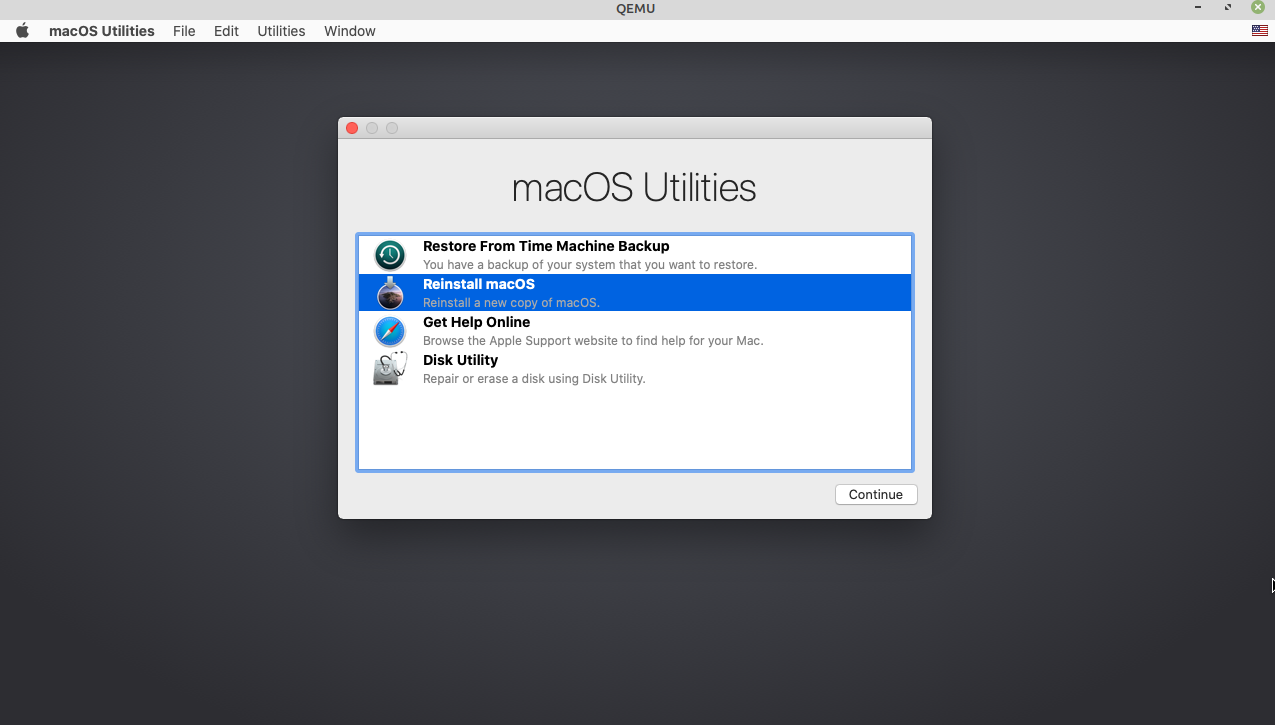 QEMU
macOS Utilities File Edit Utilities Window
macOS Utilities
Restore From Time Machine Backup
You have a backup of your system that you want to restore.
Reinstall macOS
Reinstall a new copy of macOS.
Get Help Online
Browse the Apple Support website to find help for your Mac.
Disk Utility
Repair or erase a disk using Disk Utility.
Continue